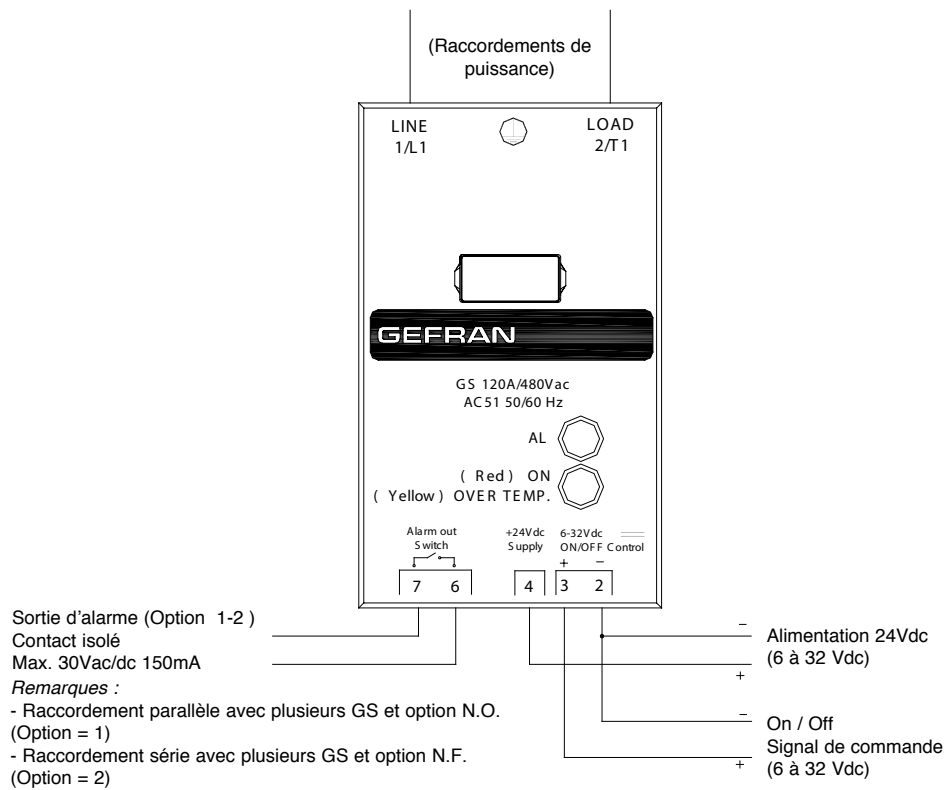 (Raccordements de
puissance)
LINE
1/L1
LOAD
2/T1
GEFRAN
GS 120A/480Vac
AC51 50/60 Hz
AL
( Red ) ON
( Yellow ) OVER TEMP.
Alarm out
Switch
+24Vdc
Supply
6-32Vdc
ON/OFF Control
+ –
7 6 4 3 2
Sortie d'alarme (Option 1-2 )
Contact isolé
Max. 30Vac/dc 150mA
Remarques :
- Raccordement parallèle avec plusieurs GS et option N.O.
(Option = 1)
- Raccordement série avec plusieurs GS et option N.F.
(Option = 2)
–
Alimentation 24Vdc
(6 à 32 Vdc)
+
–
On / Off
Signal de commande
+
(6 à 32 Vdc)